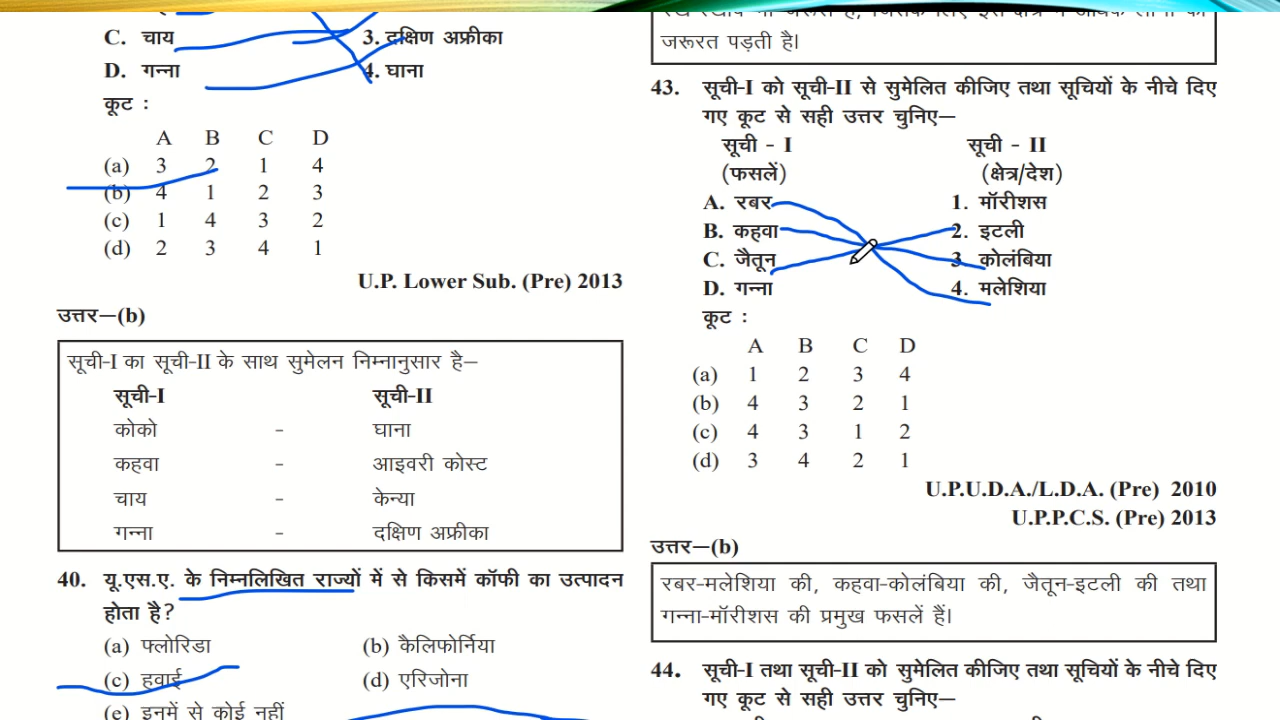 C. चाय 3. दक्षिण अफ्रीका
D. गन्ना 4. घाना
कूट :
A B C D
(a) 3 2 1 4
(b) 4 1 2 3
(c) 1 4 3 2
(d) 2 3 4 1
U.P. Lower Sub. (Pre) 2013
उत्तर—(b)
सूची-I का सूची-II के साथ सुमेलन निम्नानुसार है—
सूची-I सूची-II
कोको - घाना
कहवा - आइवरी कोस्ट
चाय - केन्या
गन्ना - दक्षिण अफ्रीका
40. यू.एस.ए. के निम्नलिखित राज्यों में से किसमें कॉफी का उत्पादन
होता है?
(a) फ्लोरिडा (b) कैलिफोर्निया
(c) हवाई (d) एरिजोना
(e) इनमें से कोई नहीं
जरूरत पड़ती है।
43. सूची-I को सूची-II से सुमेलित कीजिए तथा सूचियों के नीचे दिए
गए कूट से सही उत्तर चुनिए—
सूची - I सूची - II
(फसलें) (क्षेत्र/देश)
A. रबर 1. मॉरीशस
B. कहवा 2. इटली
C. जैतून 3. कोलंबिया
D. गन्ना 4. मलेशिया
कूट :
A B C D
(a) 1 2 3 4
(b) 4 3 2 1
(c) 4 3 1 2
(d) 3 4 2 1
U.P.U.D.A./L.D.A. (Pre) 2010
U.P.P.C.S. (Pre) 2013
उत्तर—(b)
रबर-मलेशिया की, कहवा-कोलंबिया की, जैतून-इटली की तथा
गन्ना-मॉरीशस की प्रमुख फसलें हैं।
44. सूची-I तथा सूची-II को सुमेलित कीजिए तथा सूचियों के नीचे दिए
गए कूट से सही उत्तर चुनिए—